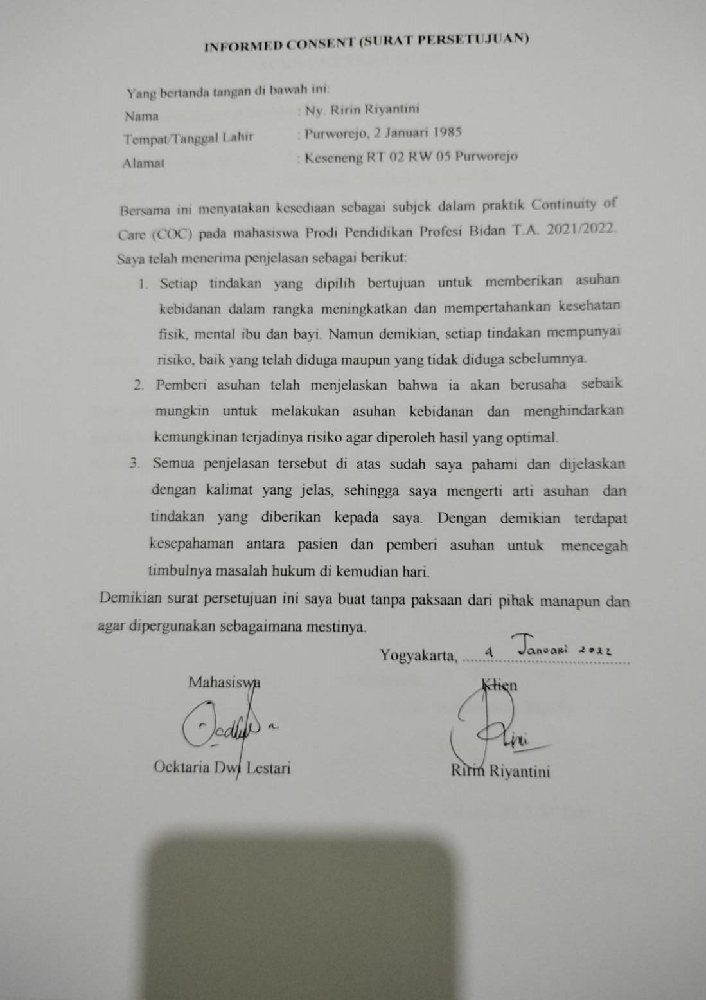 INFORMED CONSENT (SURAT PERSETUJUAN)
Yang bertanda tangan di bawah ini:
Nama : Ny. Ririn Riyantini
Tempat/Tanggal Lahir : Purworejo, 2 Januari 1985
Alamat : Keseneng RT 02 RW 05 Purworejo
Bersama ini menyatakan kesediaan sebagai subjek dalam praktik Continuity of
Care (COC) pada mahasiswa Prodi Pendidikan Profesi Bidan T.A. 2021/2022.
Saya telah menerima penjelasan sebagai berikut:
1. Setiap tindakan yang dipilih bertujuan untuk memberikan asuhan
kebidanan dalam rangka meningkatkan dan mempertahankan kesehatan
fisik, mental ibu dan bayi. Namun demikian, setiap tindakan mempunyai
risiko, baik yang telah diduga maupun yang tidak diduga sebelumnya.
2. Pemberi asuhan telah menjelaskan bahwa ia akan berusaha sebaik
mungkin untuk melakukan asuhan kebidanan dan menghindarkan
kemungkinan terjadinya risiko agar diperoleh hasil yang optimal.
3. Semua penjelasan tersebut di atas sudah saya pahami dan dijelaskan
dengan kalimat yang jelas, sehingga saya mengerti arti asuhan dan
tindakan yang diberikan kepada saya. Dengan demikian terdapat
kesepahaman antara pasien dan pemberi asuhan untuk mencegah
timbulnya masalah hukum di kemudian hari.
Demikian surat persetujuan ini saya buat tanpa paksaan dari pihak manapun dan
agar dipergunakan sebagaimana mestinya.
Yogyakarta, 4 Januari 2022
Mahasiswa Klien
Ocktaria Dwi Lestari Ririn Riyantini